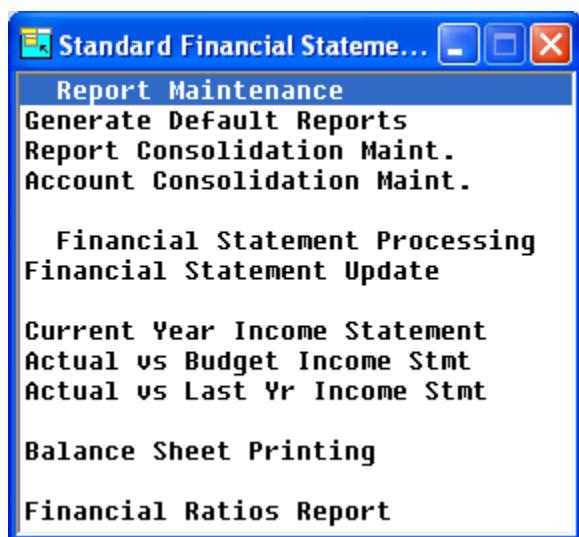 Standard Financial Stateme...
Report Maintenance
Generate Default Reports
Report Consolidation Maint.
Account Consolidation Maint.
Financial Statement Processing
Financial Statement Update
Current Year Income Statement
Actual vs Budget Income Stmt
Actual vs Last Yr Income Stmt
Balance Sheet Printing
Financial Ratios Report